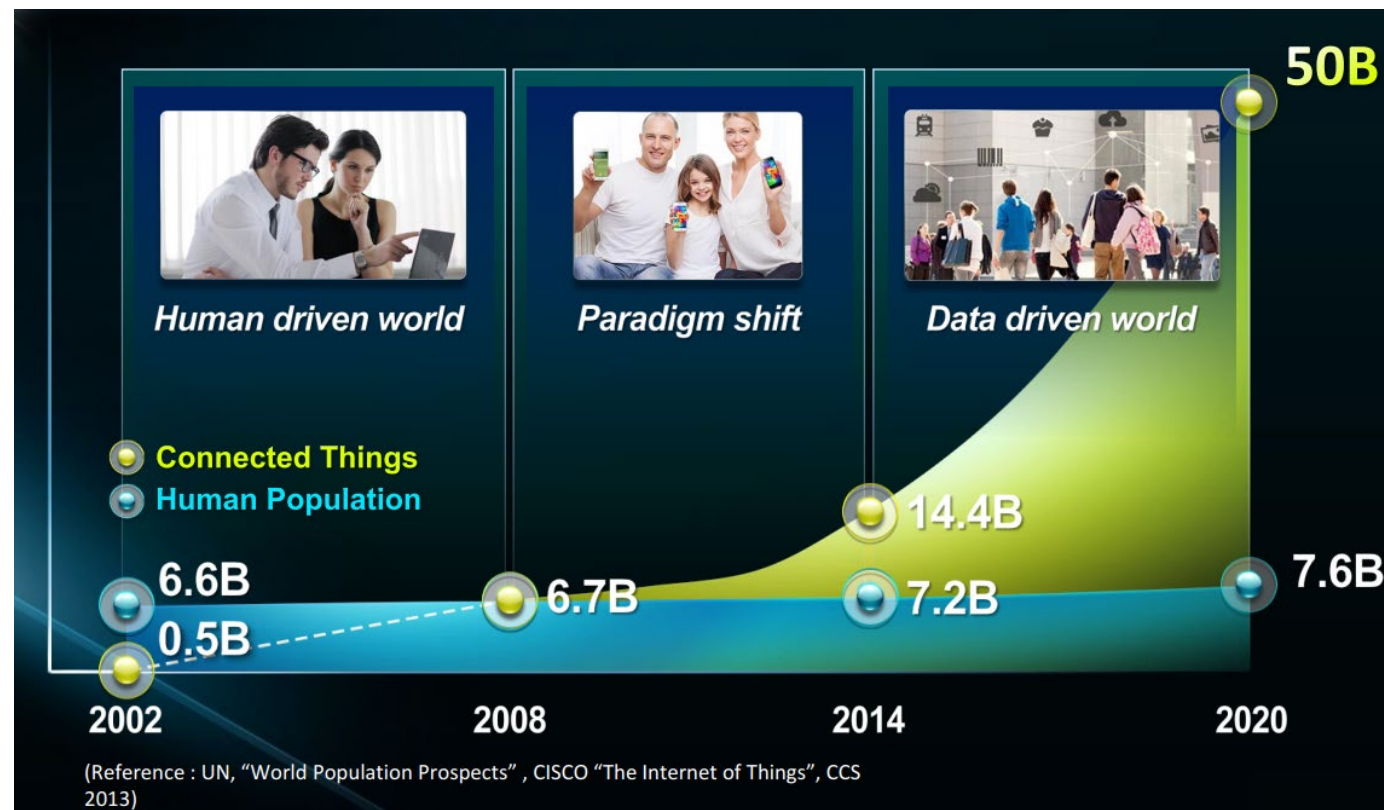 50B
Human driven world
Paradigm shift
Data driven world
Connected Things
Human Population
14.4B
6.6B
6.7B
7.2B
7.6B
0.5B
2002
2008
2014
2020
(Reference : UN, “World Population Prospects” , CISCO “The Internet of Things”, CCS
2013)